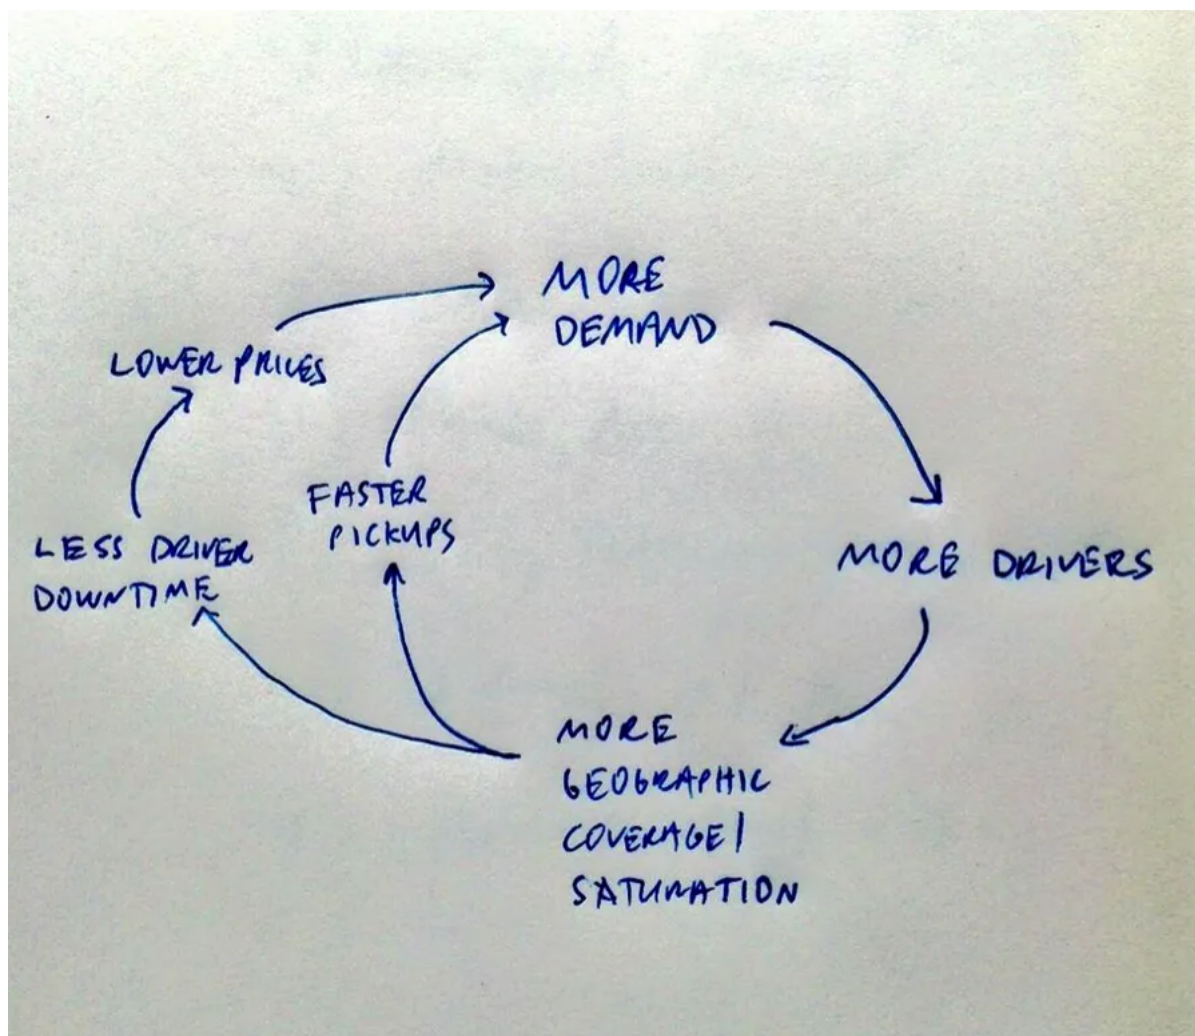 MORE
DEMAND
LOWER PRICES
FASTER
PICKUPS
LESS DRIVER
DOWNTIME
MORE DRIVERS
MORE
GEOGRAPHIC
COVERAGE/
SATURATION